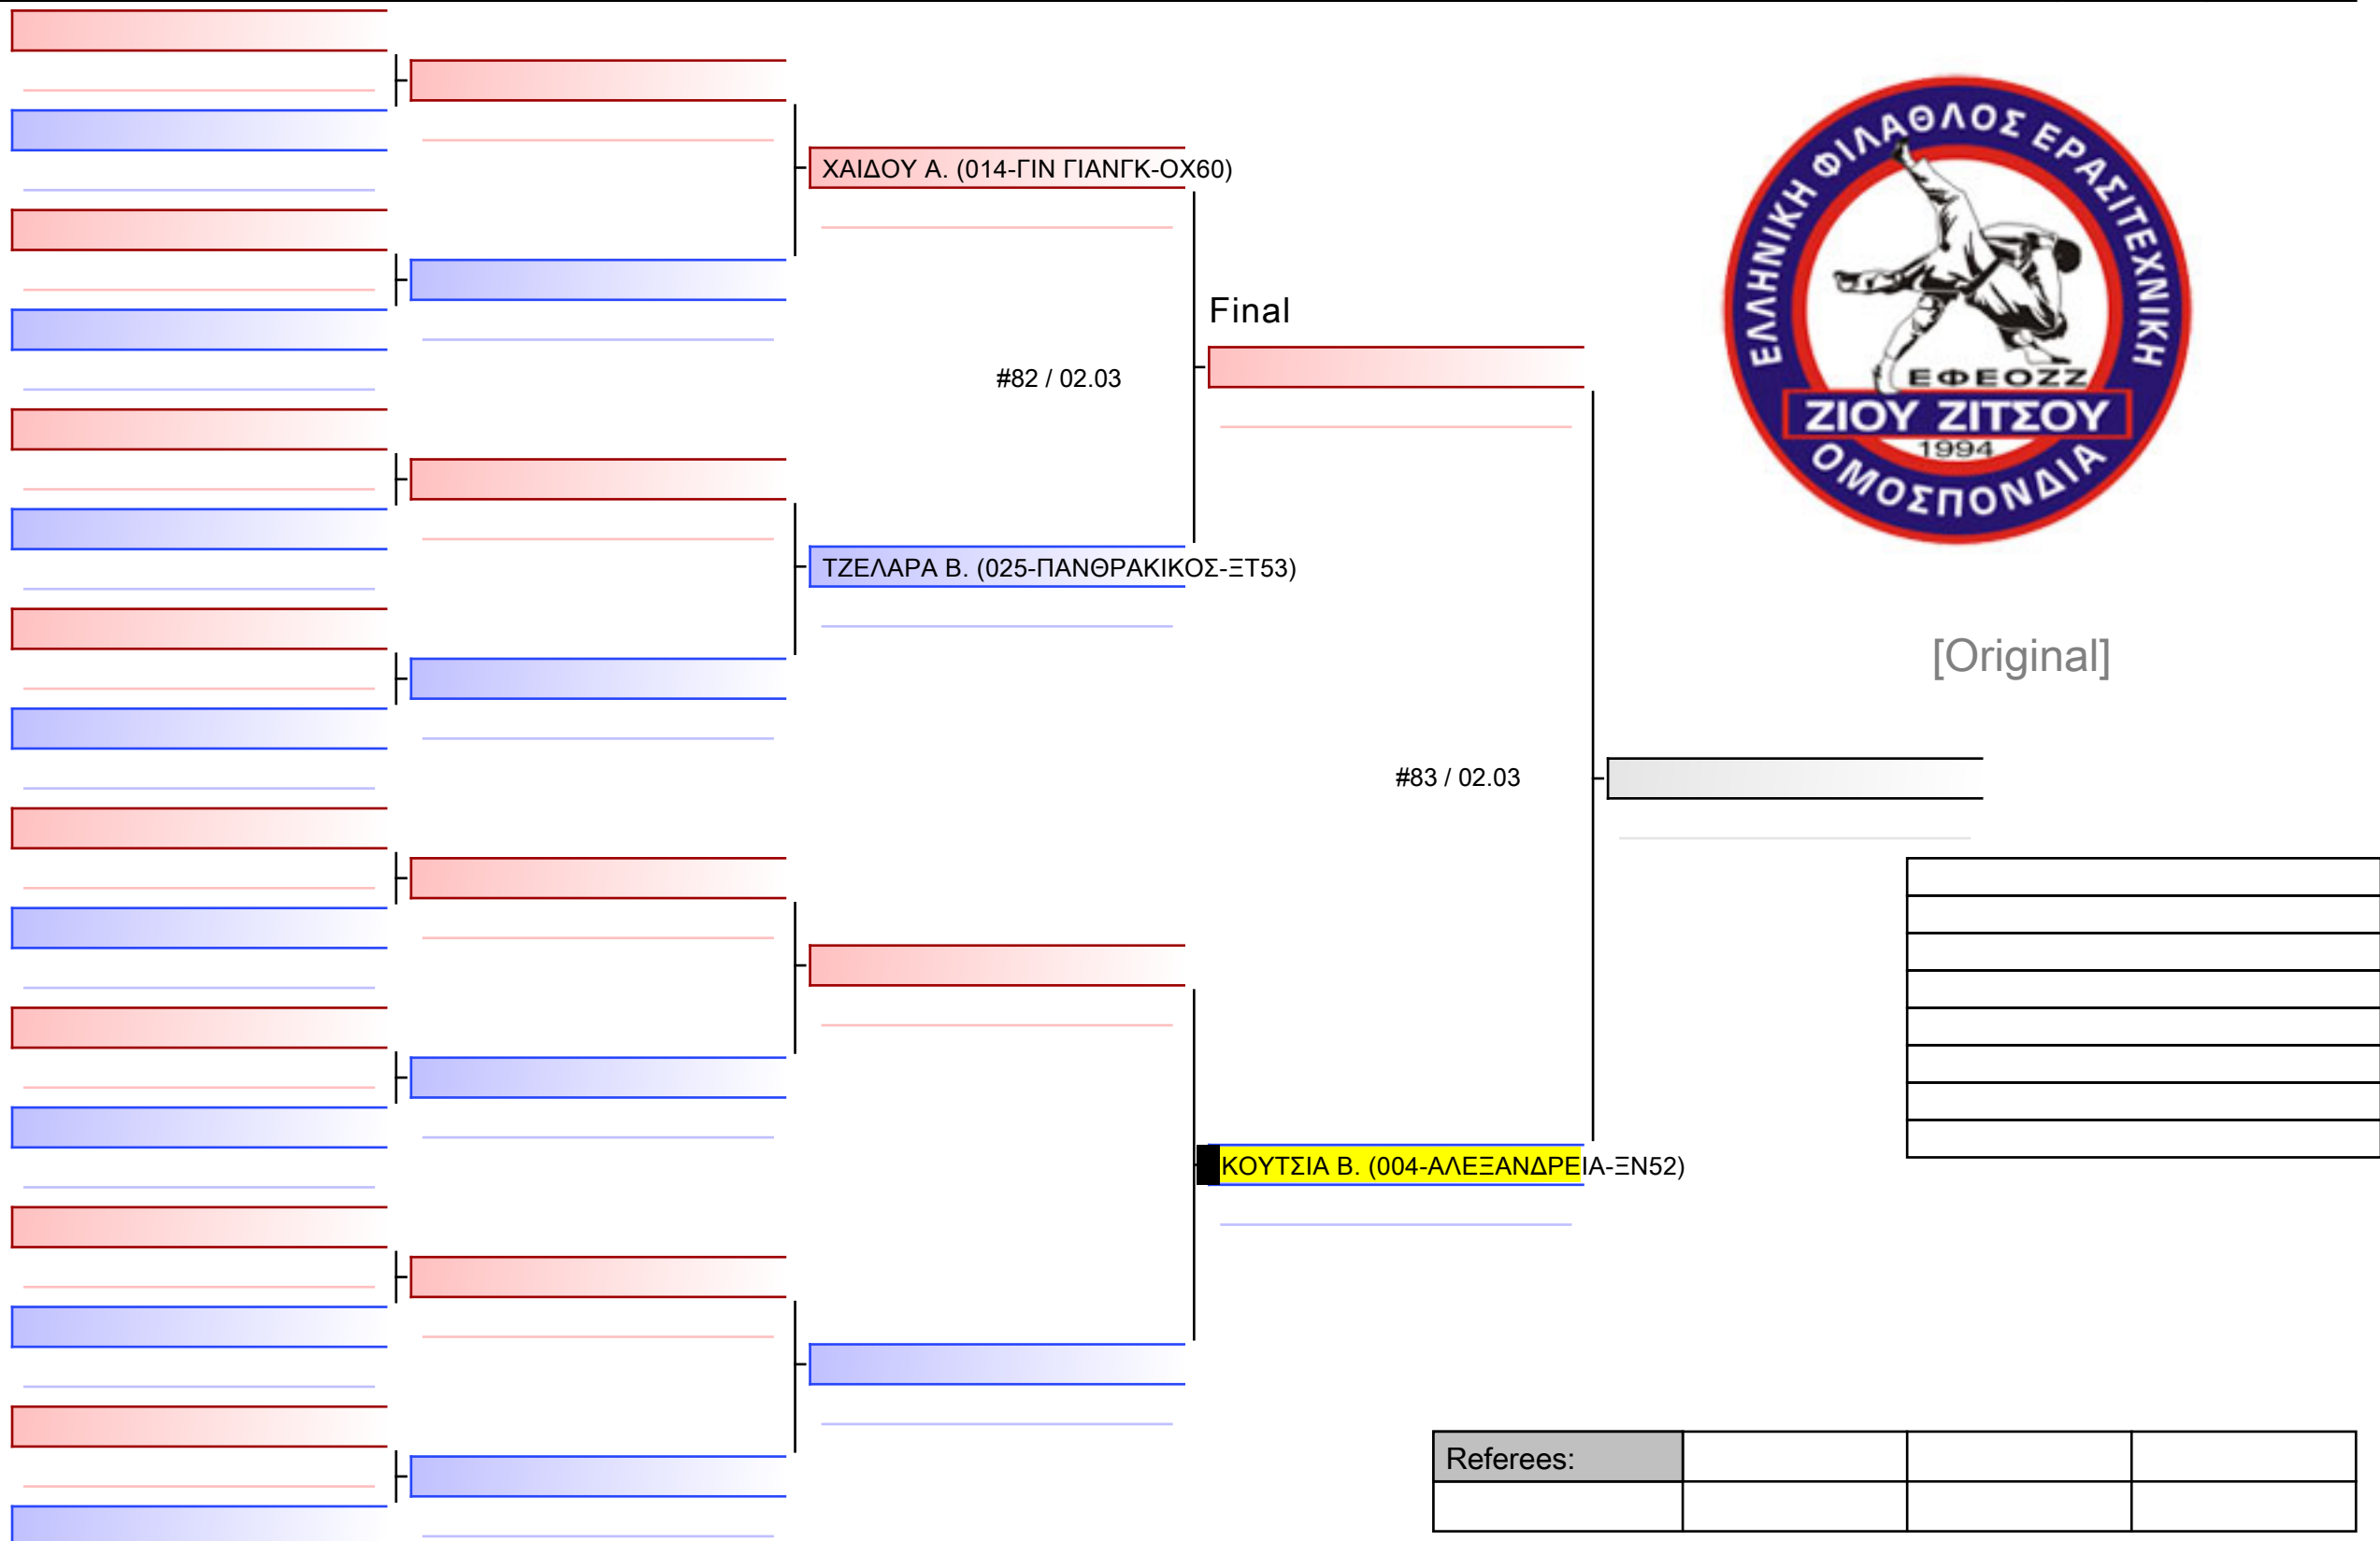 ΕΛΛΗΝΙΚΗ ΦΙΛΑΘΛΟΣ ΕΡΑΣΙΤΕΧΝΙΚΗ
ΧΑΙΔΟΥ Α. (014-ΓΙΝ ΓΙΑΝΓΚ-ΟΧ60)
Final
#82 / 02.03
ΕΦΕΟΖΖ
ΖΙΟΥ ΖΙΤΣΟΥ
1994
ΟΜΟΣΠΟΝΔΙΑ
ΤΖΕΛΑΡΑ Β. (025-ΠΑΝΘΡΑΚΙΚΟΣ-ΞΤ53)
[Original]
#83 / 02.03
ΚΟΥΤΣΙΑ Β. (004-ΑΛΕΞΑΝΔΡΕΙΑ-ΞΝ52)
Referees: